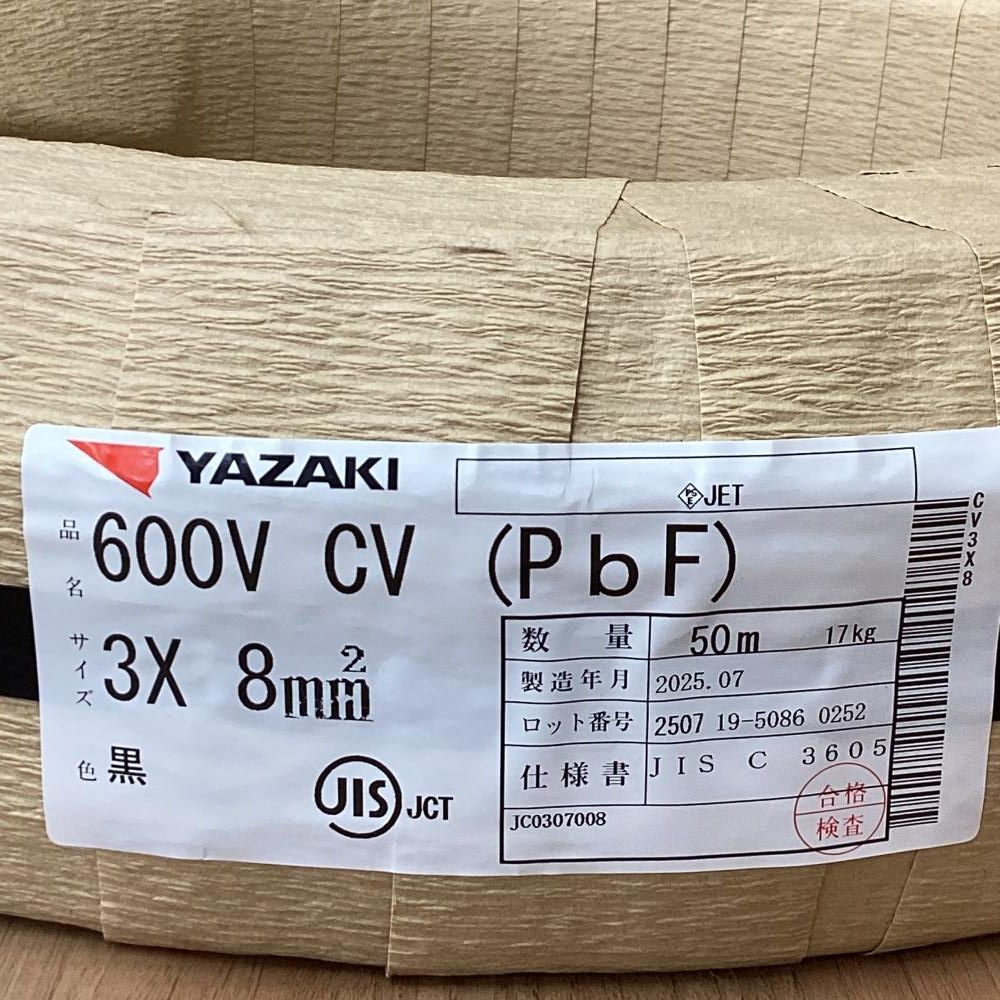 YAZAKI
PSE JET
品名 600V CV (PbF)
サイズ 3X 8mm²
色 黒
JIS JCT
数量 50m 17kg
製造年月 2025.07
ロット番号 2507 19-5086 0252
仕様書 JIS C 3605
JC0307008
合格
検査
CV3X8